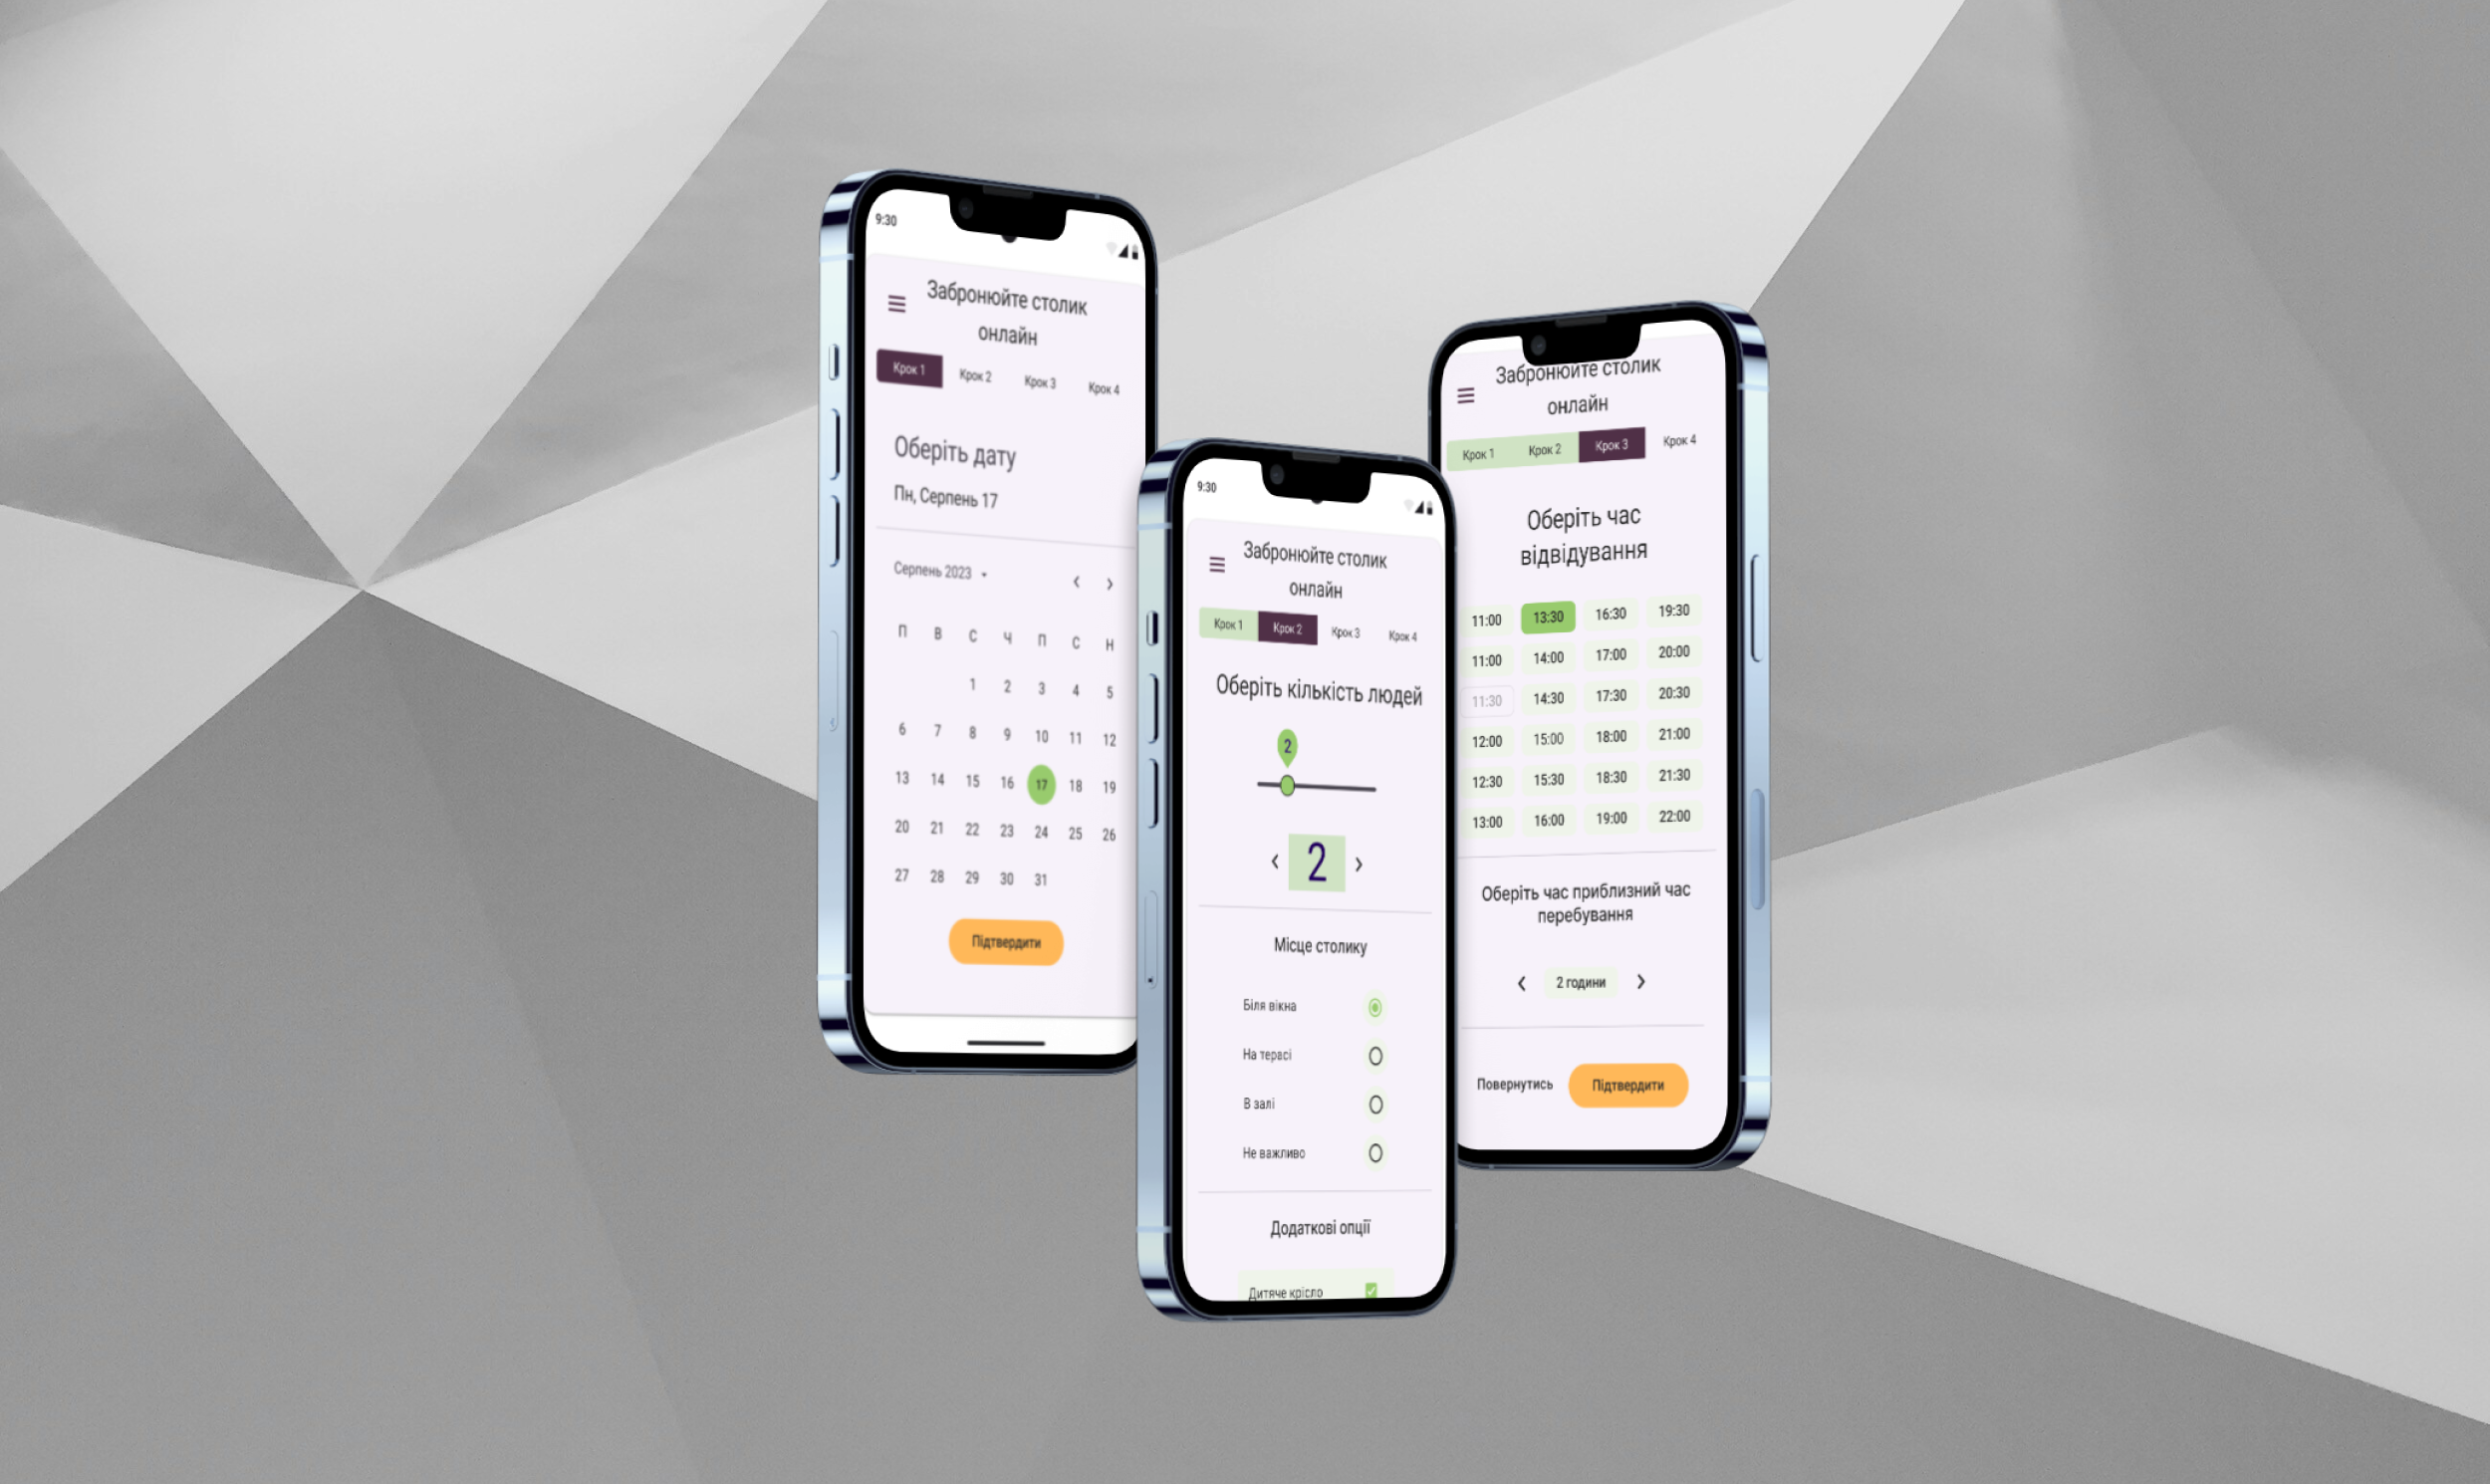 9:30
Забронюйте столик
онлайн
Крок 1 Крок 2 Крок 3 Крок 4
Оберіть дату
Пн, Серпень 17
Серпень 2023
П В С Ч П С Н
1 2 3 4 5
6 7 8 9 10 11 12
13 14 15 16 17 18 19
20 21 22 23 24 25 26
27 28 29 30 31
Підтвердити
9:30
Забронюйте столик
онлайн
Крок 1 Крок 2 Крок 3 Крок 4
Оберіть кількість людей
2
2
Місце столику
Біля вікна
На терасі
В залі
Не важливо
Додаткові опції
Дитяче крісло
Забронюйте столик
онлайн
Крок 1 Крок 2 Крок 3 Крок 4
Оберіть час
відвідування
11:00 13:30 16:30 19:30
11:00 14:00 17:00 20:00
11:30 14:30 17:30 20:30
12:00 15:00 18:00 21:00
12:30 15:30 18:30 21:30
13:00 16:00 19:00 22:00
Оберіть час приблизний час
перебування
2 години
Повернутись Підтвердити